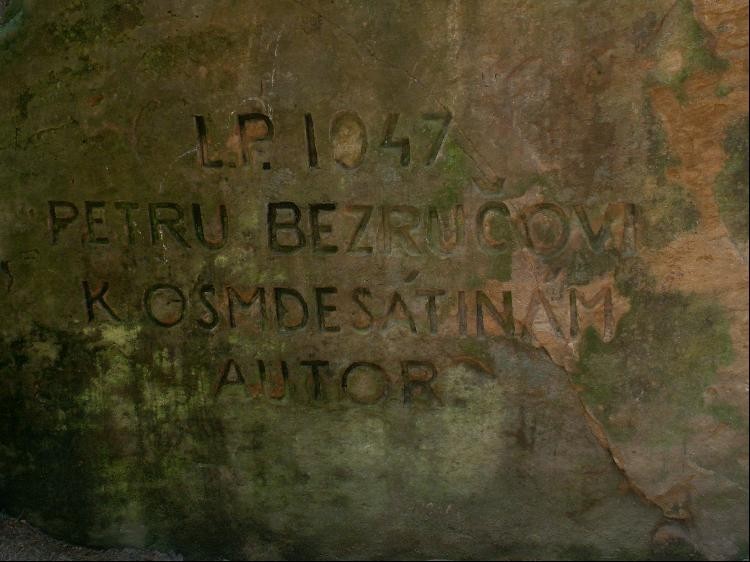 L.P. 1947
PETRU BEZRUČOVI
K OSMDESÁTINÁM
AUTOR